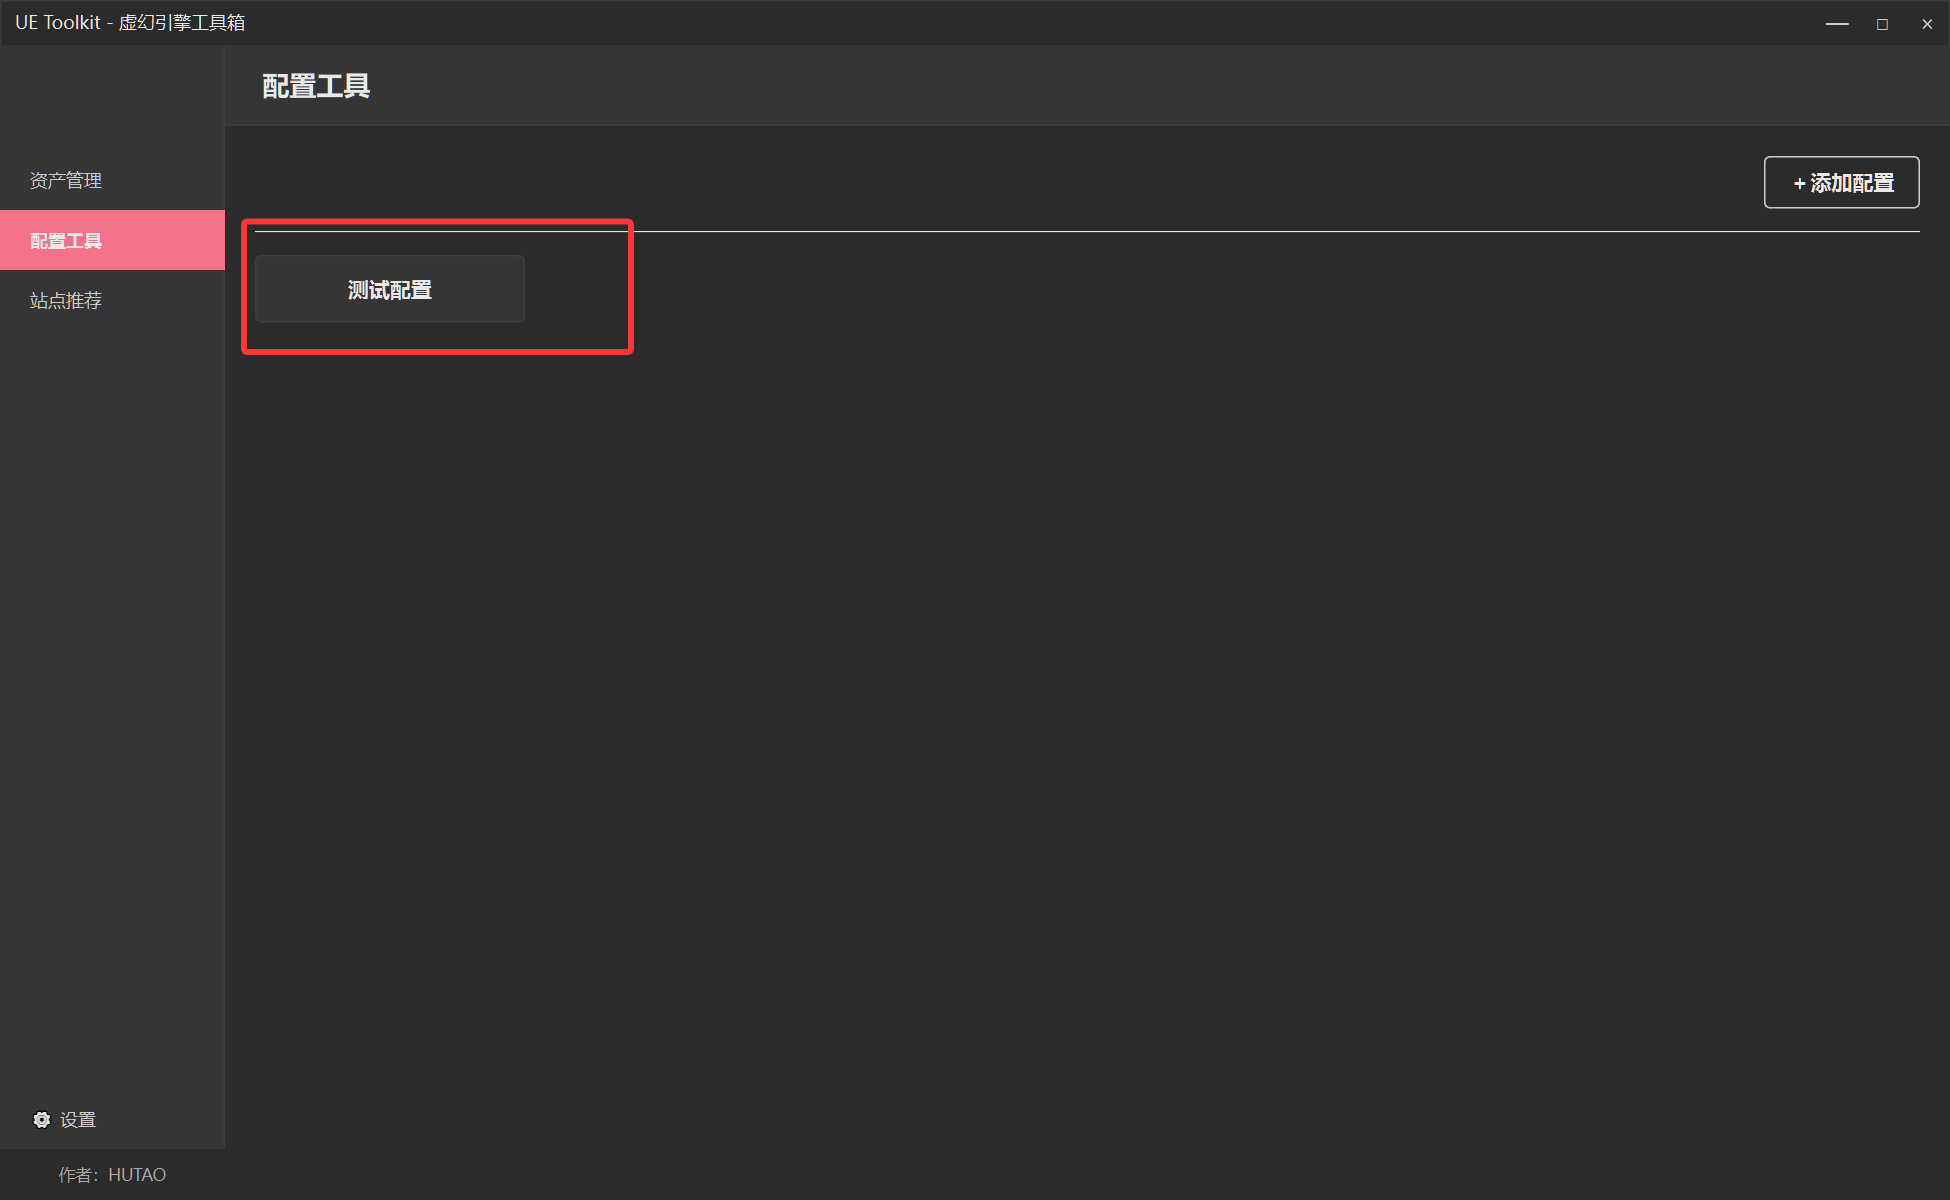 UE Toolkit - 虚幻引擎工具箱
配置工具
资产管理
+ 添加配置
配置工具
测试配置
站点推荐
设置
作者：HUTAO